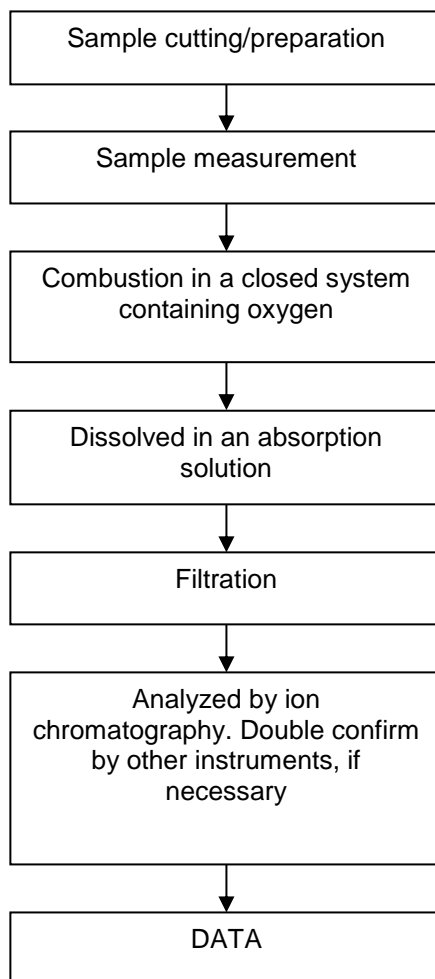 Sample cutting/preparation
Sample measurement
Combustion in a closed system
containing oxygen
Dissolved in an absorption
solution
Filtration
Analyzed by ion
chromatography. Double confirm
by other instruments, if
necessary
DATA